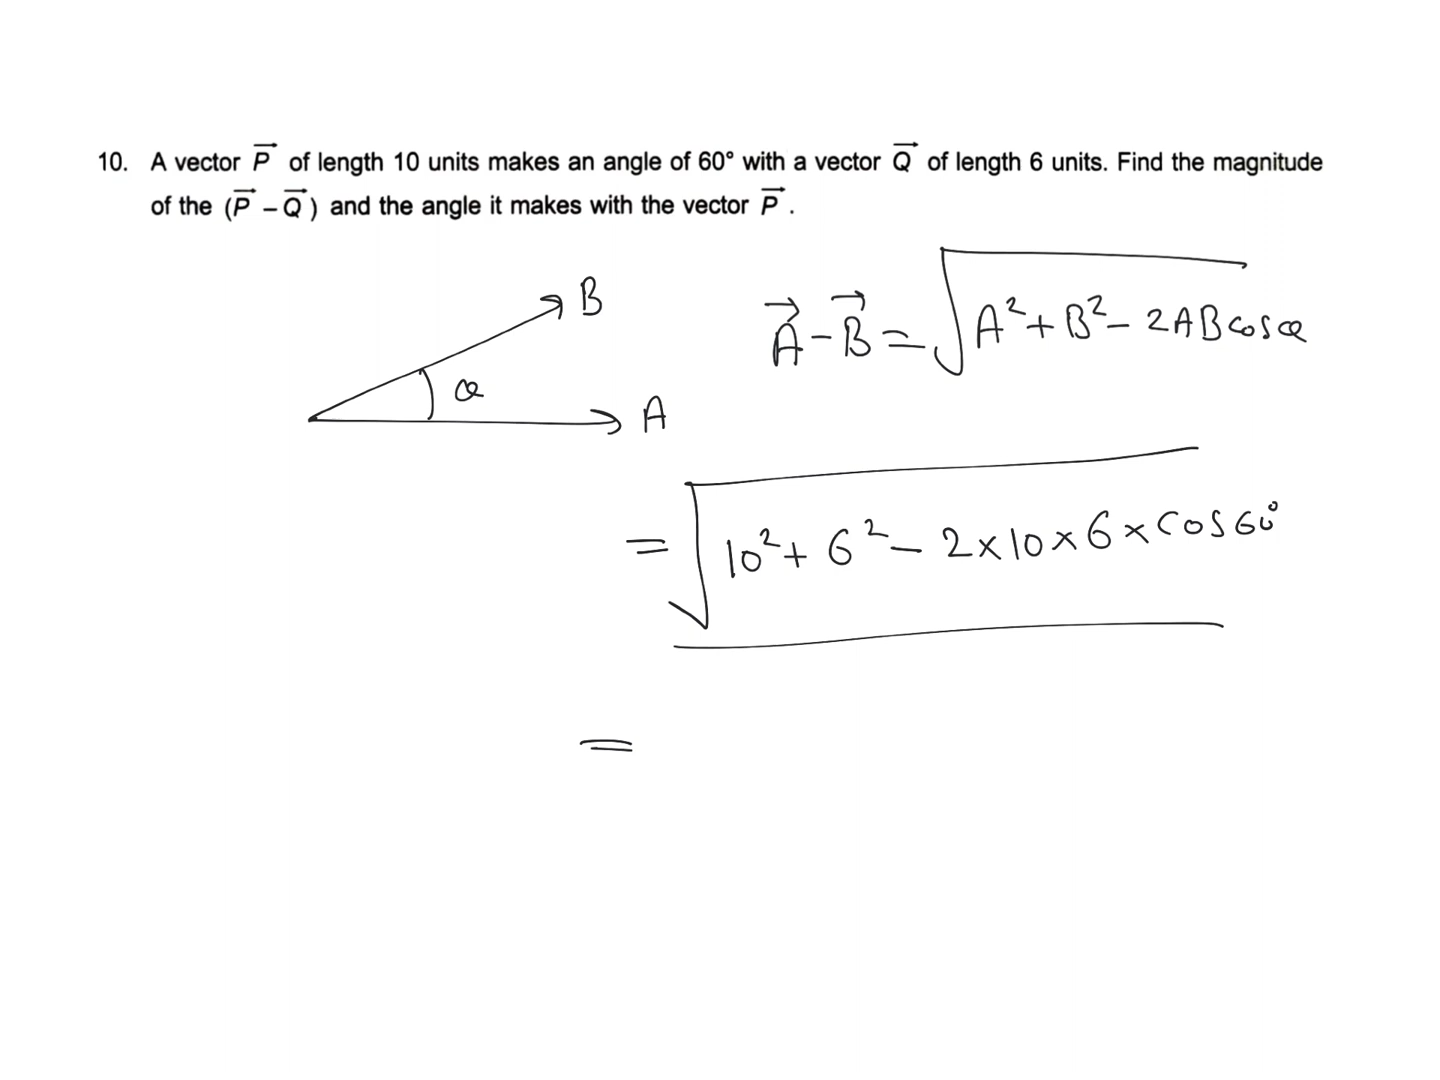 10. A vector P⃗ of length 10 units makes an angle of 60° with a vector Q⃗ of length 6 units. Find the magnitude
of the (P⃗ – Q⃗) and the angle it makes with the vector P⃗.
B
A⃗ - B⃗ = √A² + B² - 2AB cos α
α
A
= √10² + 6² - 2 × 10 × 6 × cos 60°
=